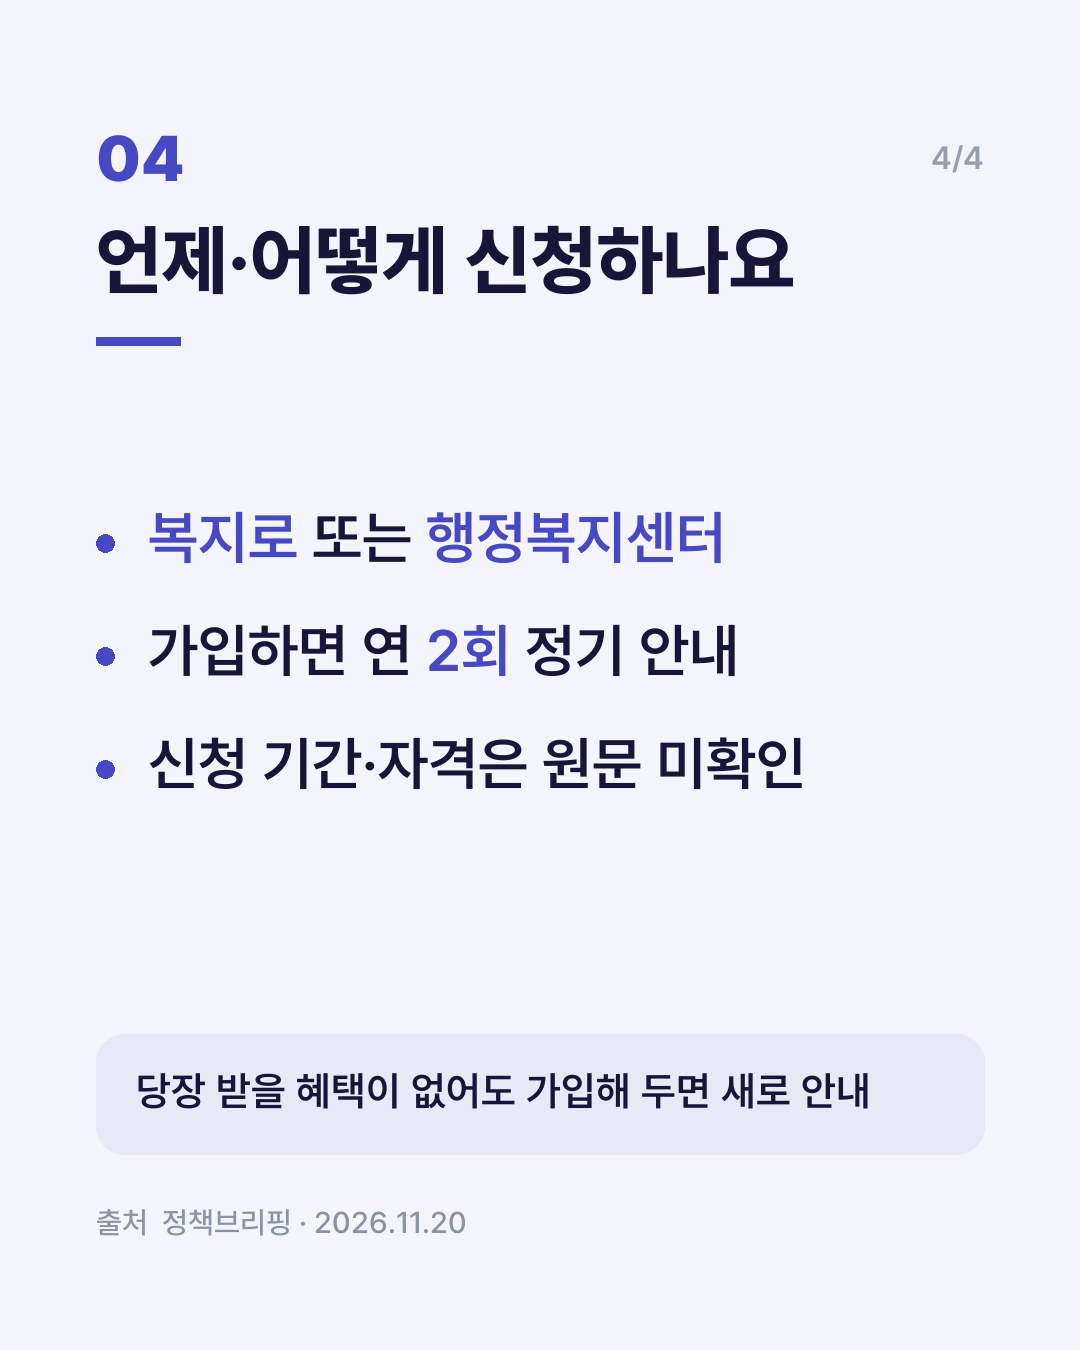 04
4/4
언제·어떻게 신청하나요
복지로 또는 행정복지센터
가입하면 연 2회 정기 안내
신청 기간·자격은 원문 미확인
당장 받을 혜택이 없어도 가입해 두면 새로 안내
출처 정책브리핑 · 2026.11.20